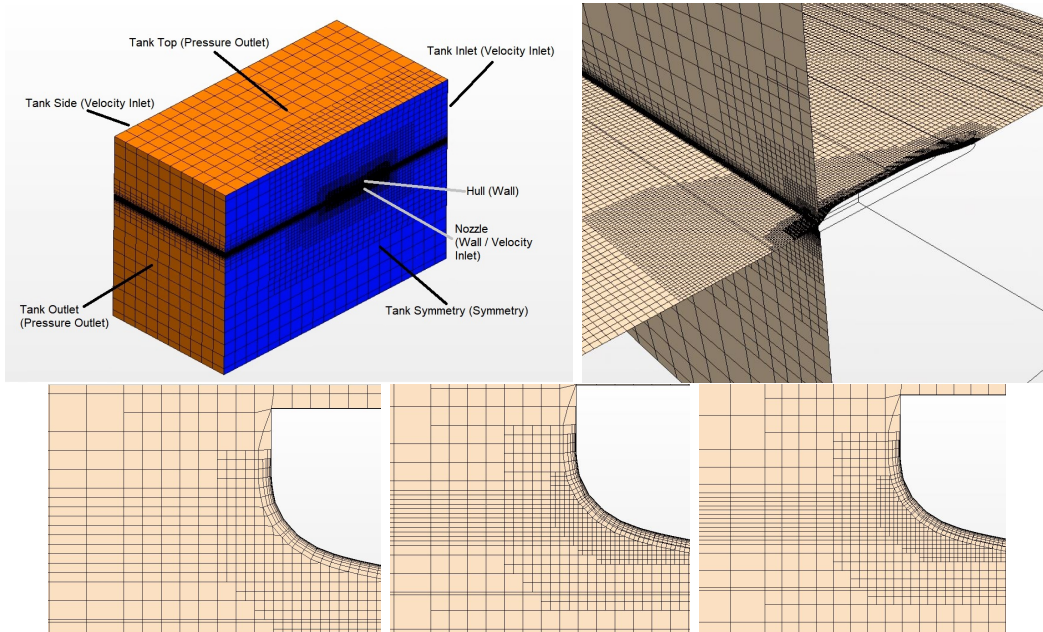 Tank Top (Pressure Outlet)
Tank Inlet (Velocity Inlet)
Tank Side (Velocity Inlet)
Hull (Wall)
Nozzle
(Wall / Velocity
Inlet)
Tank Outlet
(Pressure Outlet)
Tank Symmetry (Symmetry)